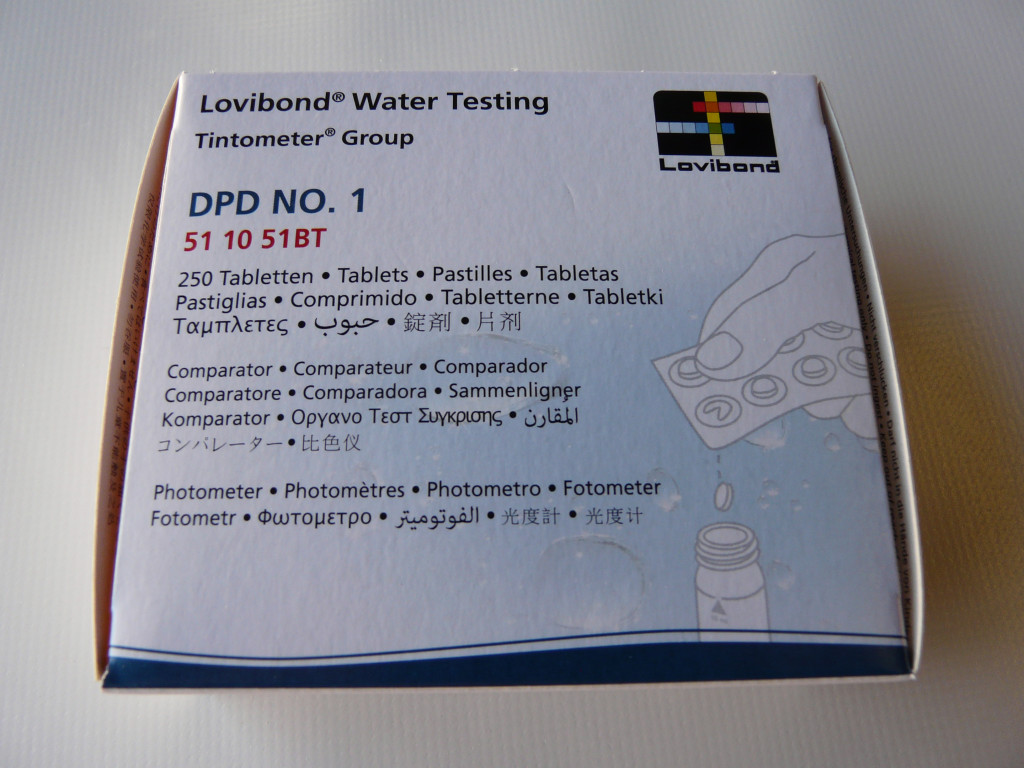 Lovibond® Water Testing
Tintometer® Group
Lovibond
DPD NO. 1
51 10 51BT
250 Tabletten • Tablets • Pastilles • Tabletas
Pastiglias • Comprimido • Tabletterne • Tabletki
Ταμπλετες • حبوب • 錠剤 • 片剂
Comparator • Comparateur • Comparador
Comparatore • Comparadora • Sammenligner
Komparator • Οργανο Τεστ Συγκρισης • المُقارن
コンパレーター • 比色仪
Photometer • Photomètres • Photometro • Fotometer
Fotometr • Φωτομετρο • الفوتوميتر • 光度計 • 光度计